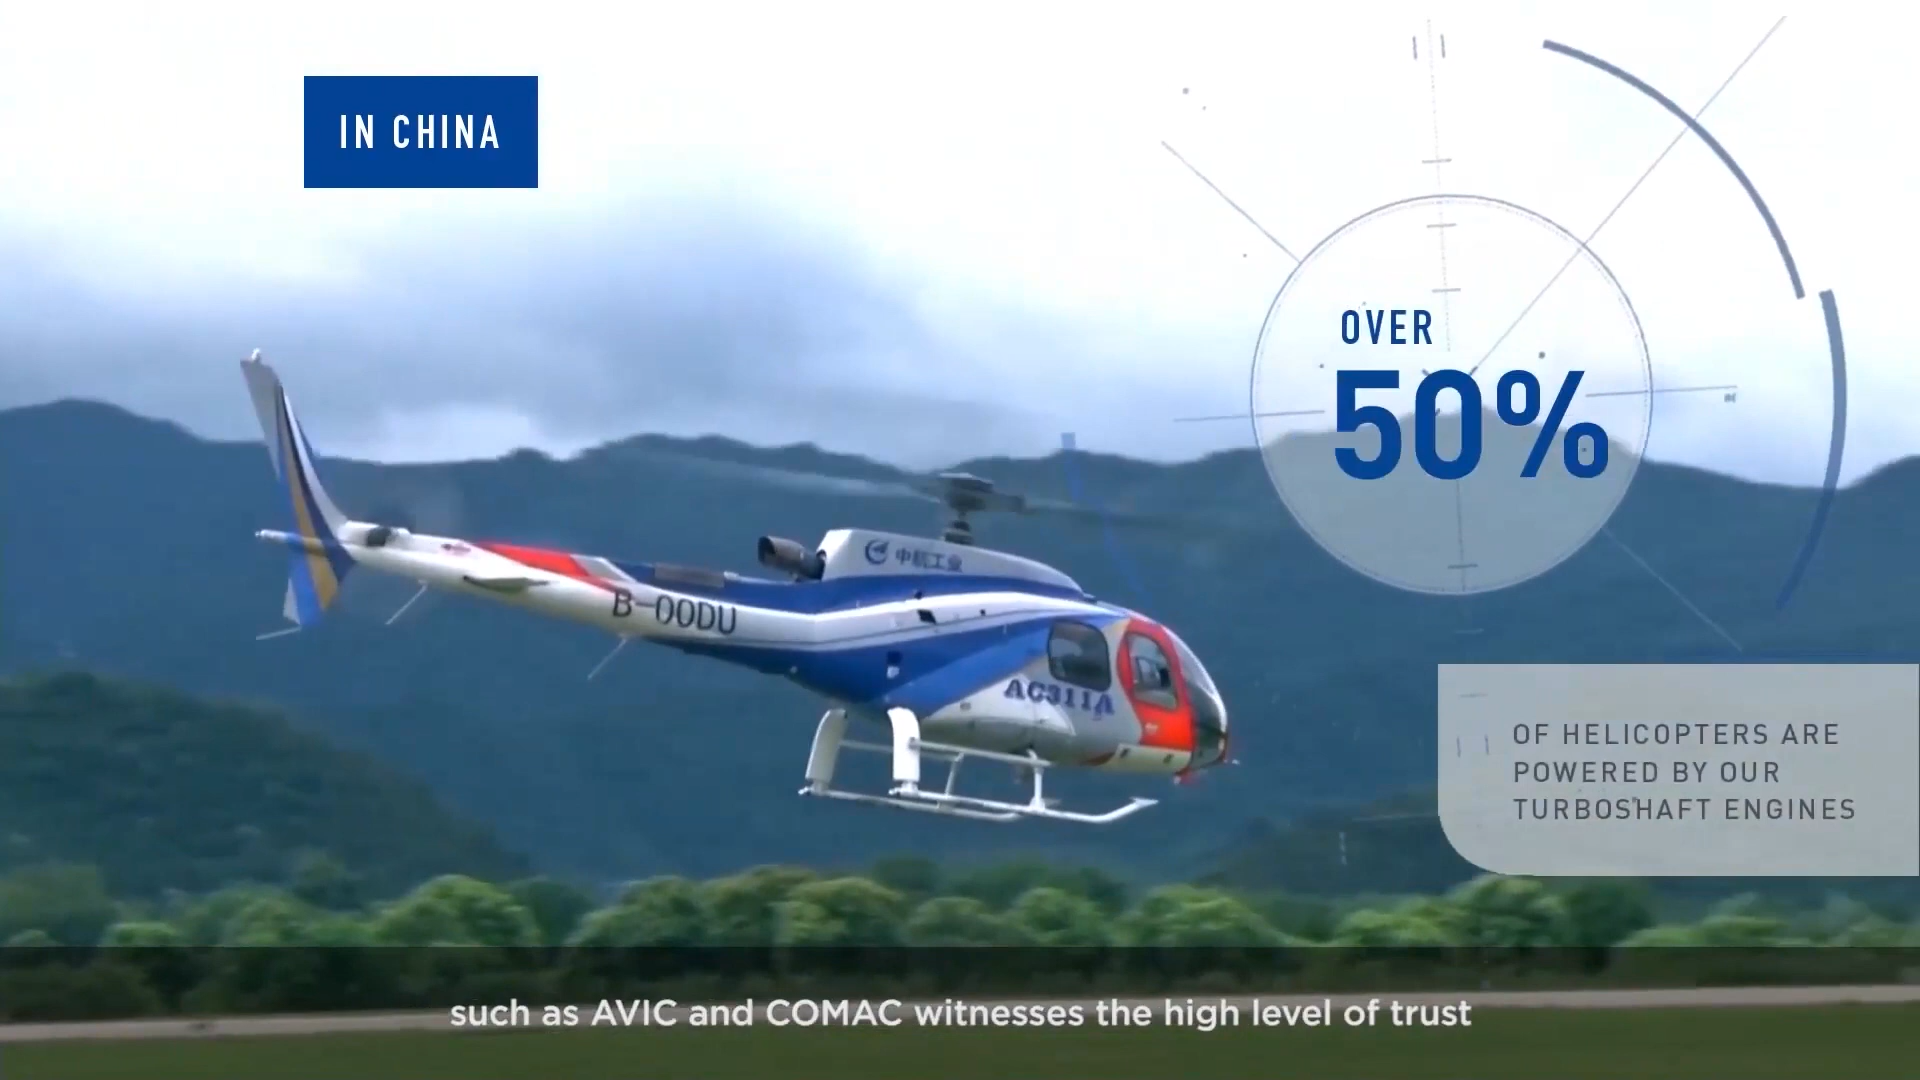 IN CHINA
OVER
50%
中航工业
B-00DU
AC311A
OF HELICOPTERS ARE
POWERED BY OUR
TURBOSHAFT ENGINES
such as AVIC and COMAC witnesses the high level of trust